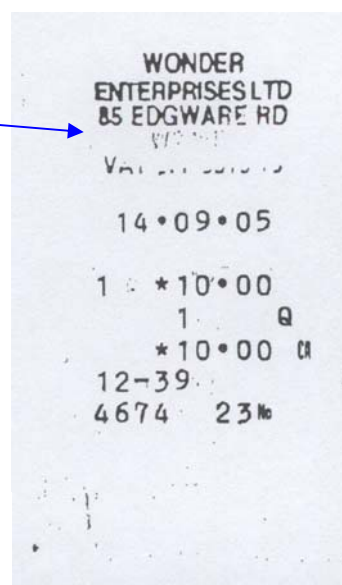 WONDER
ENTERPRISES LTD
85 EDGWARE RD
14•09•05
1 *10•00
1 Q
*10•00 CA
12-39
4674 23No